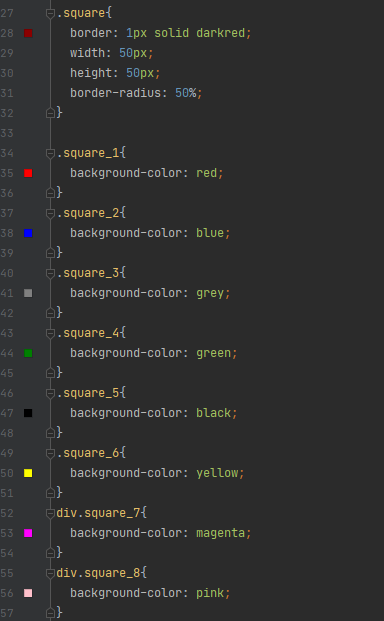 27 .square{
28 border: 1px solid darkred;
29 width: 50px;
30 height: 50px;
31 border-radius: 50%;
32 }
33
34 .square_1{
35 background-color: red;
36 }
37 .square_2{
38 background-color: blue;
39 }
40 .square_3{
41 background-color: grey;
42 }
43 .square_4{
44 background-color: green;
45 }
46 .square_5{
47 background-color: black;
48 }
49 .square_6{
50 background-color: yellow;
51 }
52 div.square_7{
53 background-color: magenta;
54 }
55 div.square_8{
56 background-color: pink;
57 }